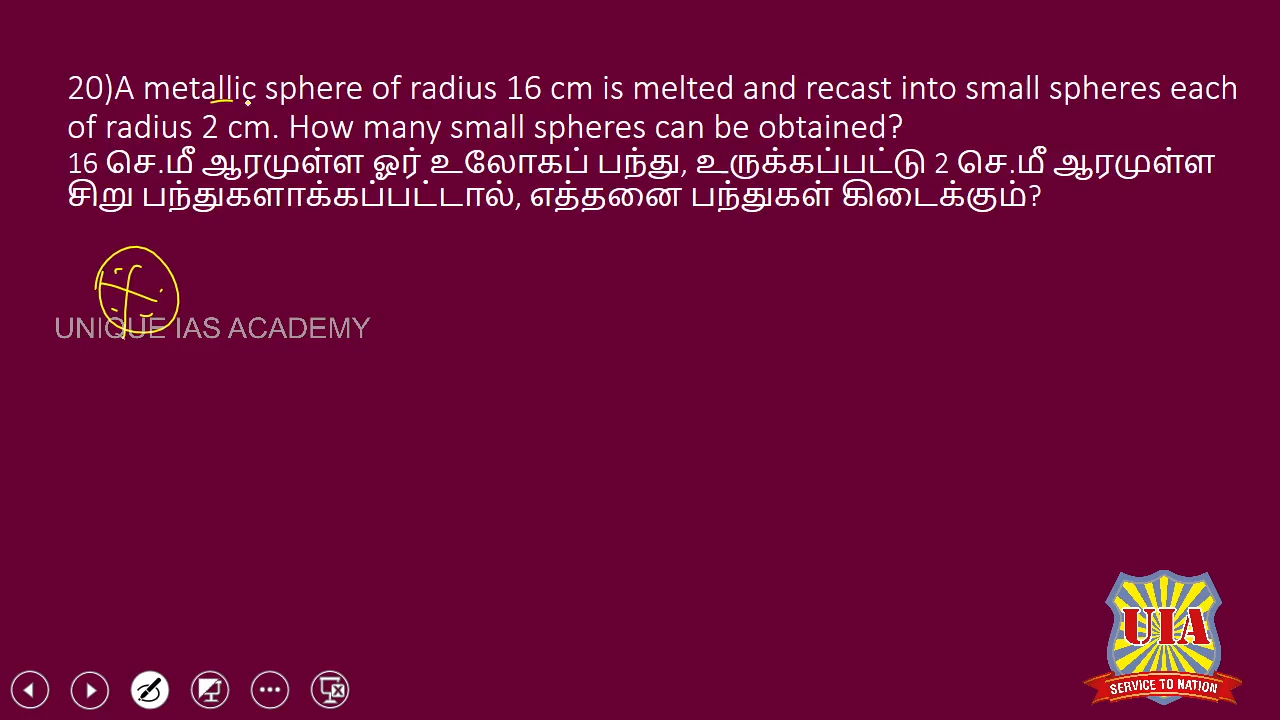 20)A metallic sphere of radius 16 cm is melted and recast into small spheres each
of radius 2 cm. How many small spheres can be obtained?
16 செ.மீ ஆரமுள்ள ஓர் உலோகப் பந்து, உருக்கப்பட்டு 2 செ.மீ ஆரமுள்ள
சிறு பந்துகளாக்கப்பட்டால், எத்தனை பந்துகள் கிடைக்கும்?
UNIQUE IAS ACADEMY
UIA
SERVICE TO NATION